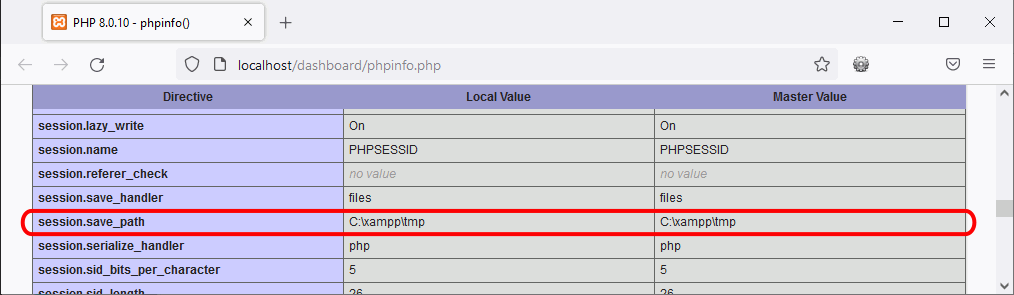 PHP 8.0.10 - phpinfo()
localhost/dashboard/phpinfo.php
Directive Local Value Master Value
session.lazy_write On On
session.name PHPSESSID PHPSESSID
session.referer_check no value no value
session.save_handler files files
session.save_path C:\xampp\tmp C:\xampp\tmp
session.serialize_handler php php
session.sid_bits_per_character 5 5
session.sid_length 26 26